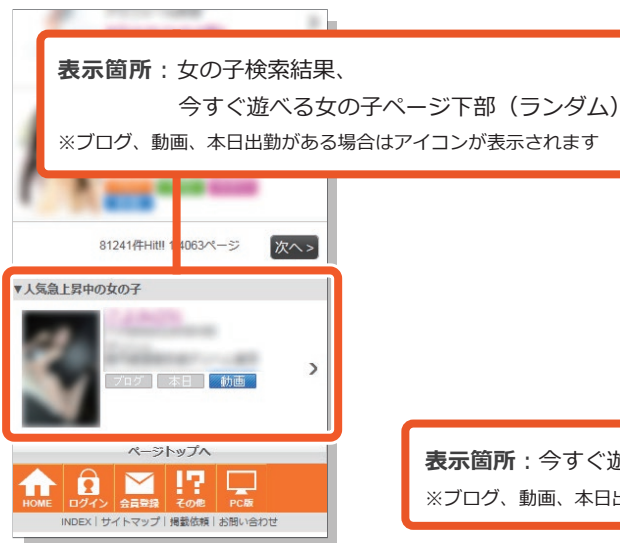 表示箇所：女の子検索結果、
今すぐ遊べる女の子ページ下部（ランダム）
※ブログ、動画、本日出勤がある場合はアイコンが表示されます
81241件Hit!! 1/4063ページ
次へ >
▼人気急上昇中の女の子
ブログ 本日 動画
ページトップへ
HOME ログイン 会員登録 その他 PC版
INDEX｜サイトマップ｜掲載依頼｜お問い合わせ
表示箇所：今すぐ遊
※ブログ、動画、本日出